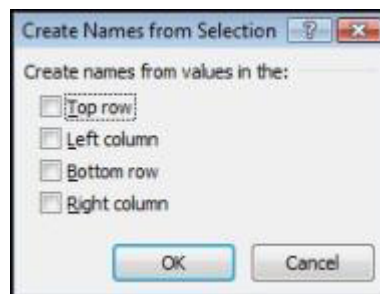 Create Names from Selection
Create names from values in the:
Top row
Left column
Bottom row
Right column
OK Cancel